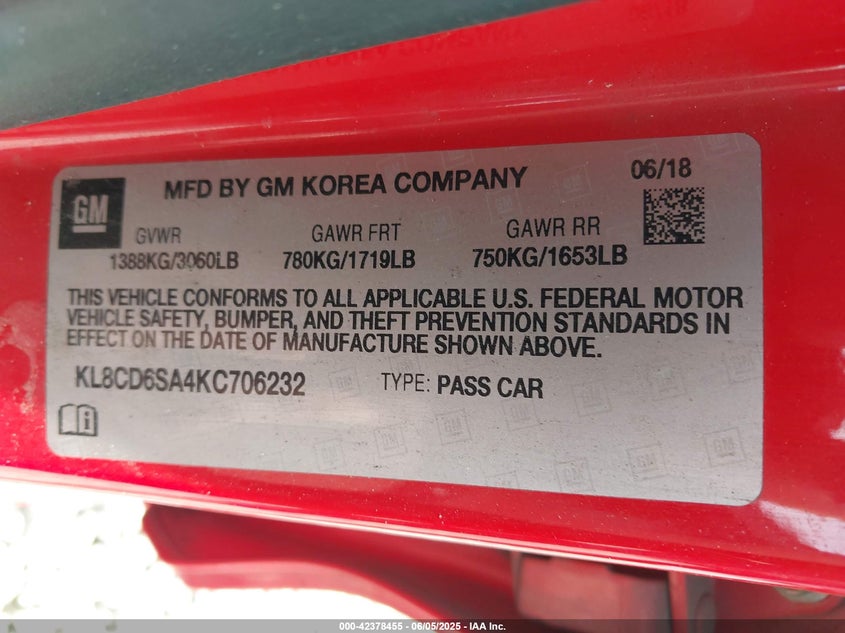 GM
MFD BY GM KOREA COMPANY
06/18
GVWR
GAWR FRT
GAWR RR
1388KG/3060LB
780KG/1719LB
750KG/1653LB
THIS VEHICLE CONFORMS TO ALL APPLICABLE U.S. FEDERAL MOTOR
VEHICLE SAFETY, BUMPER, AND THEFT PREVENTION STANDARDS IN
EFFECT ON THE DATE OF MANUFACTURE SHOWN ABOVE.
KL8CD6SA4KC706232
TYPE: PASS CAR
000-42378455 - 06/05/2025 - IAA Inc.